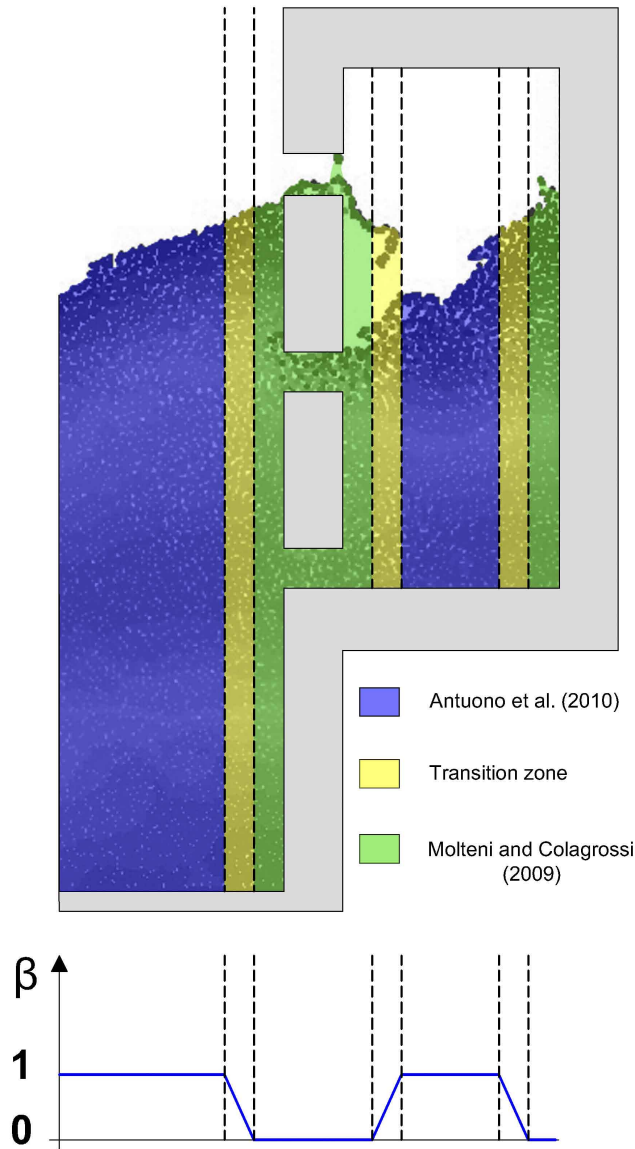 Antuono et al. (2010)
Transition zone
Molteni and Colagrossi
(2009)
β
1
0